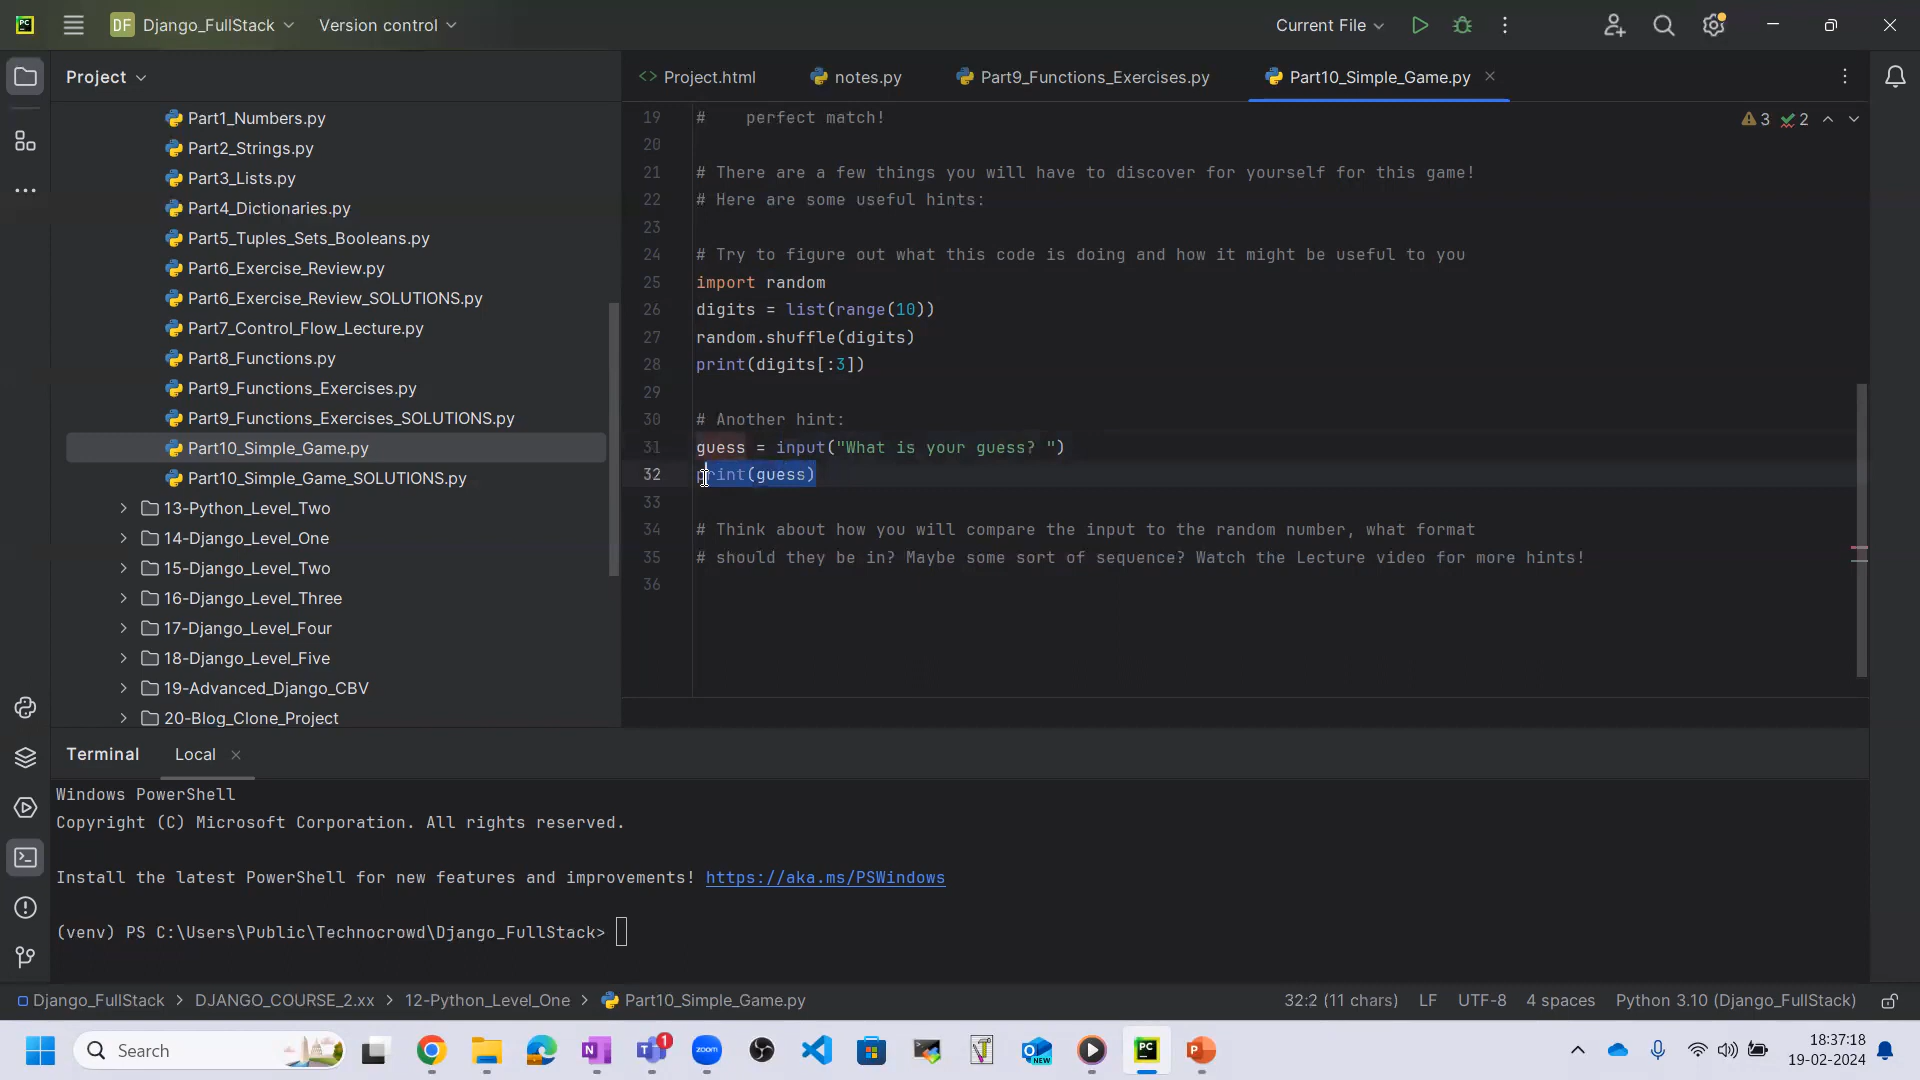 DF Django_FullStack Version control Current File
Project
Project.html notes.py Part9_Functions_Exercises.py Part10_Simple_Game.py
Part1_Numbers.py
Part2_Strings.py
Part3_Lists.py
Part4_Dictionaries.py
Part5_Tuples_Sets_Booleans.py
Part6_Exercise_Review.py
Part6_Exercise_Review_SOLUTIONS.py
Part7_Control_Flow_Lecture.py
Part8_Functions.py
Part9_Functions_Exercises.py
Part9_Functions_Exercises_SOLUTIONS.py
Part10_Simple_Game.py
Part10_Simple_Game_SOLUTIONS.py
13-Python_Level_Two
14-Django_Level_One
15-Django_Level_Two
16-Django_Level_Three
17-Django_Level_Four
18-Django_Level_Five
19-Advanced_Django_CBV
20-Blog_Clone_Project
3 2
19 # perfect match!
20
21 # There are a few things you will have to discover for yourself for this game!
22 # Here are some useful hints:
23
24 # Try to figure out what this code is doing and how it might be useful to you
25 import random
26 digits = list(range(10))
27 random.shuffle(digits)
28 print(digits[:3])
29
30 # Another hint:
31 guess = input("What is your guess? ")
32 print(guess)
33
34 # Think about how you will compare the input to the random number, what format
35 # should they be in? Maybe some sort of sequence? Watch the Lecture video for more hints!
36
Terminal Local
Windows PowerShell
Copyright (C) Microsoft Corporation. All rights reserved.
Install the latest PowerShell for new features and improvements! https://aka.ms/PSWindows
(venv) PS C:\Users\Public\Technocrowd\Django_FullStack>
Django_FullStack > DJANGO_COURSE_2.xx > 12-Python_Level_One > Part10_Simple_Game.py 32:2 (11 chars) LF UTF-8 4 spaces Python 3.10 (Django_FullStack)
Search 1 zoom NEW 18:37:18
19-02-2024